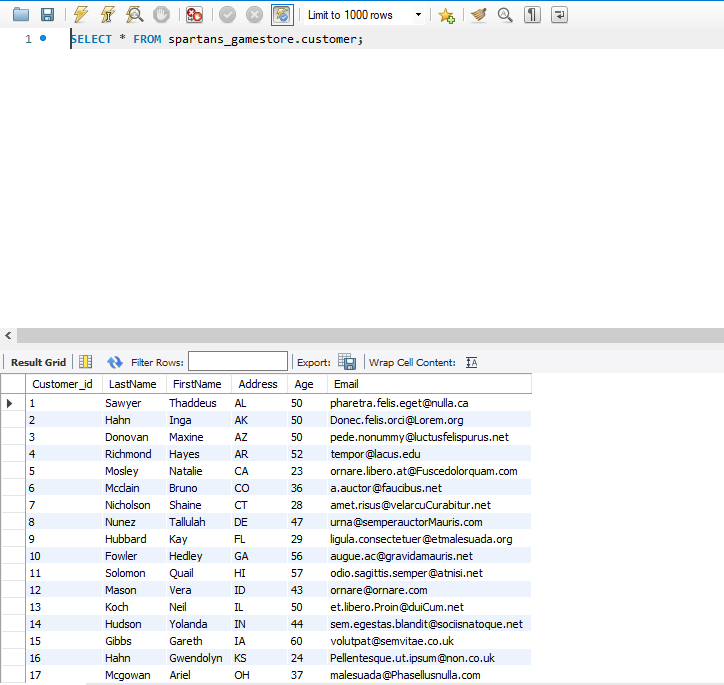 Limit to 1000 rows
1 SELECT * FROM spartans_gamestore.customer;
Result Grid Filter Rows: Export: Wrap Cell Content:
Customer_id LastName FirstName Address Age Email
1 Sawyer Thaddeus AL 50 pharetra.felis.eget@nulla.ca
2 Hahn Inga AK 50 Donec.felis.orci@Lorem.org
3 Donovan Maxine AZ 50 pede.nonummy@luctusfelispurus.net
4 Richmond Hayes AR 52 tempor@lacus.edu
5 Mosley Natalie CA 23 ornare.libero.at@Fuscedolorquam.com
6 Mcclain Bruno CO 36 a.auctor@faucibus.net
7 Nicholson Shaine CT 28 amet.risus@velarcuCurabitur.net
8 Nunez Tallulah DE 47 urna@semperauctorMauris.com
9 Hubbard Kay FL 29 ligula.consectetuer@etmalesuada.org
10 Fowler Hedley GA 56 augue.ac@gravidamauris.net
11 Solomon Quail HI 57 odio.sagittis.semper@atnisi.net
12 Mason Vera ID 43 ornare@ornare.com
13 Koch Neil IL 50 et.libero.Proin@duiCum.net
14 Hudson Yolanda IN 44 sem.egestas.blandit@sociisnatoque.net
15 Gibbs Gareth IA 60 volutpat@semvitae.co.uk
16 Hahn Gwendolyn KS 24 Pellentesque.ut.ipsum@non.co.uk
17 Mcgowan Ariel OH 37 malesuada@Phasellusnulla.com